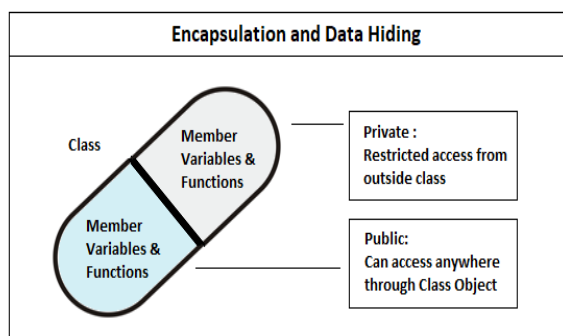 Encapsulation and Data Hiding
Class
Member
Variables &
Functions
Member
Variables &
Functions
Private :
Restricted access from
outside class
Public:
Can access anywhere
through Class Object